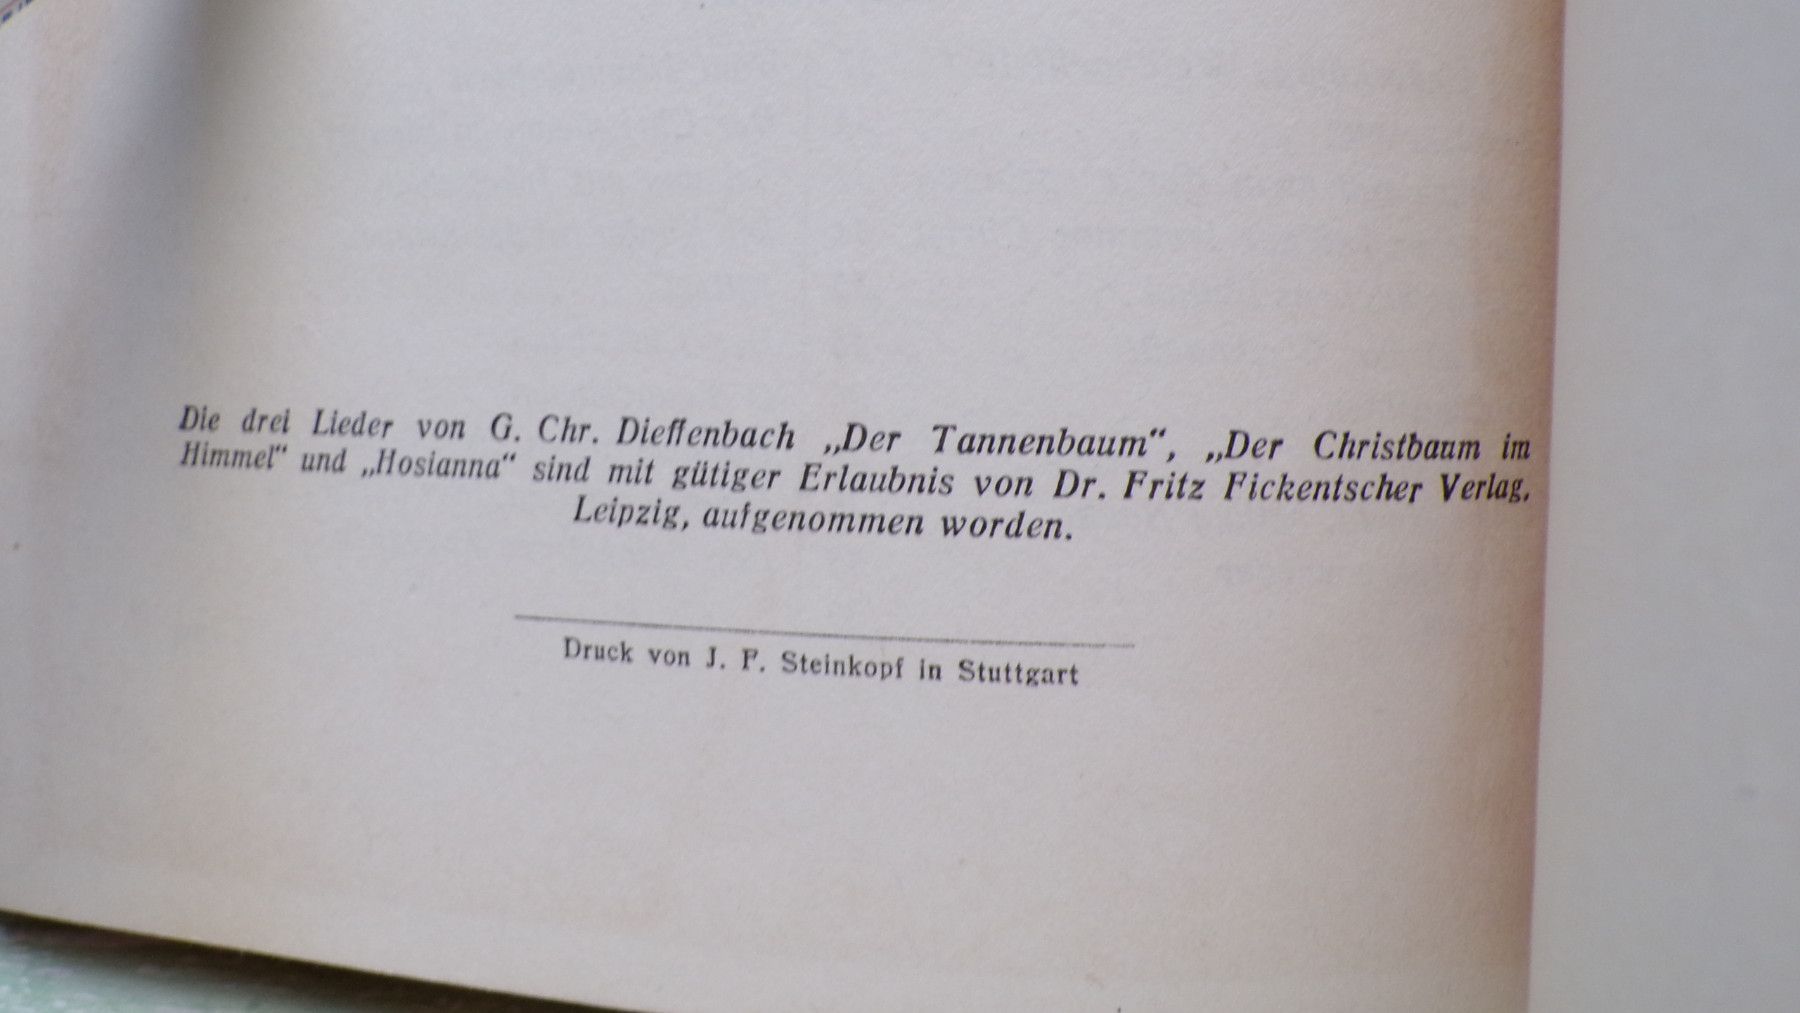 Die drei Lieder von G. Chr. Dieffenbach „Der Tannenbaum“, „Der Christbaum im
Himmel“ und „Hosianna“ sind mit gütiger Erlaubnis von Dr. Fritz Fickentscher Verlag,
Leipzig, aufgenommen worden.
Druck von J. F. Steinkopf in Stuttgart